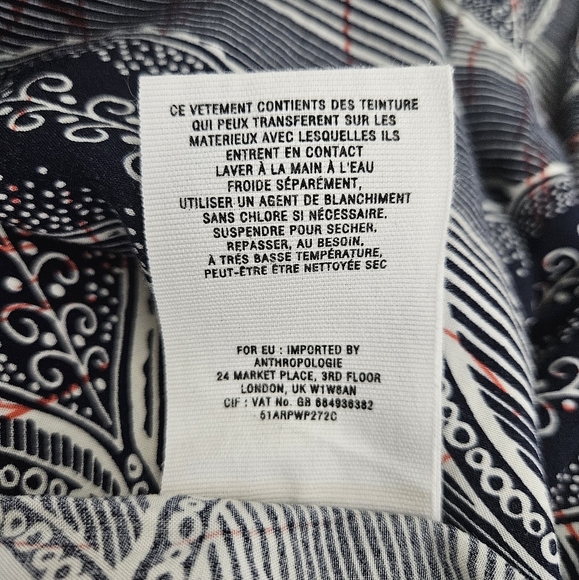 CE VETEMENT CONTIENTS DES TEINTURE
QUI PEUX TRANSFERENT SUR LES
MATERIEUX AVEC LESQUELLES ILS
ENTRENT EN CONTACT
LAVER À LA MAIN À L'EAU
FROIDE SÉPARÉMENT,
UTILISER UN AGENT DE BLANCHIMENT
SANS CHLORE SI NÉCESSAIRE.
SUSPENDRE POUR SECHER.
REPASSER, AU BESOIN,
À TRÉS BASSE TEMPÉRATURE,
PEUT-ÊTRE ÊTRE NETTOYÉE SEC
FOR EU : IMPORTED BY
ANTHROPOLOGIE
24 MARKET PLACE, 3RD FLOOR
LONDON, UK W1W8AN
CIF : VAT No. GB 684936382
51ARPWP272C